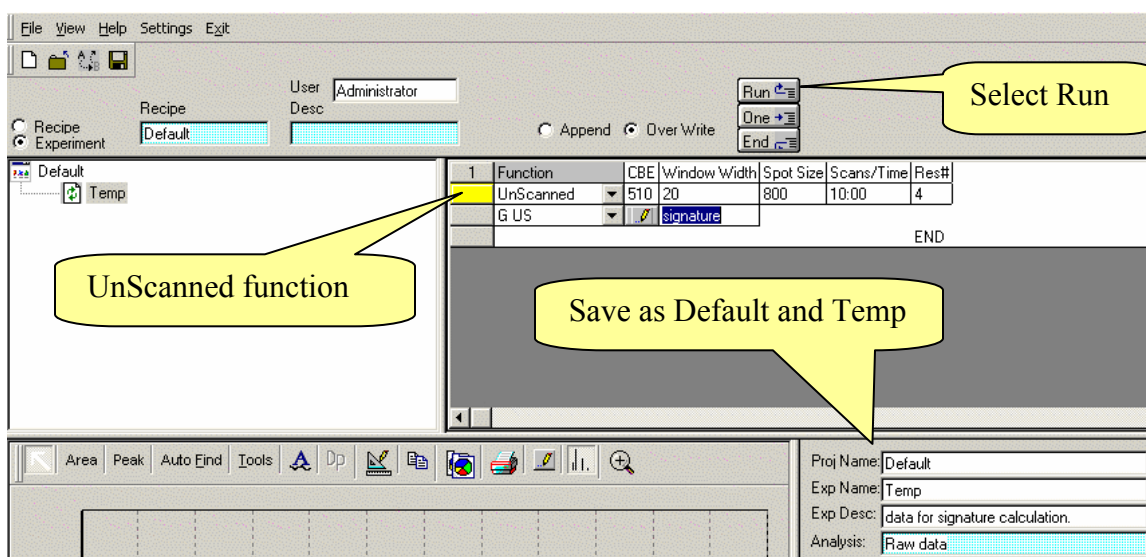 File View Help Settings Exit
User Administrator
Recipe Desc
Recipe
Experiment
Default
Append Over Write
Run
One
End
Select Run
Default
Temp
1 Function CBE Window Width Spot Size Scans/Time Res#
UnScanned 510 20 800 10:00 4
G US signature
END
UnScanned function
Save as Default and Temp
Area Peak Auto Find Tools A Dp
Proj Name: Default
Exp Name: Temp
Exp Desc: data for signature calculation.
Analysis: Raw data